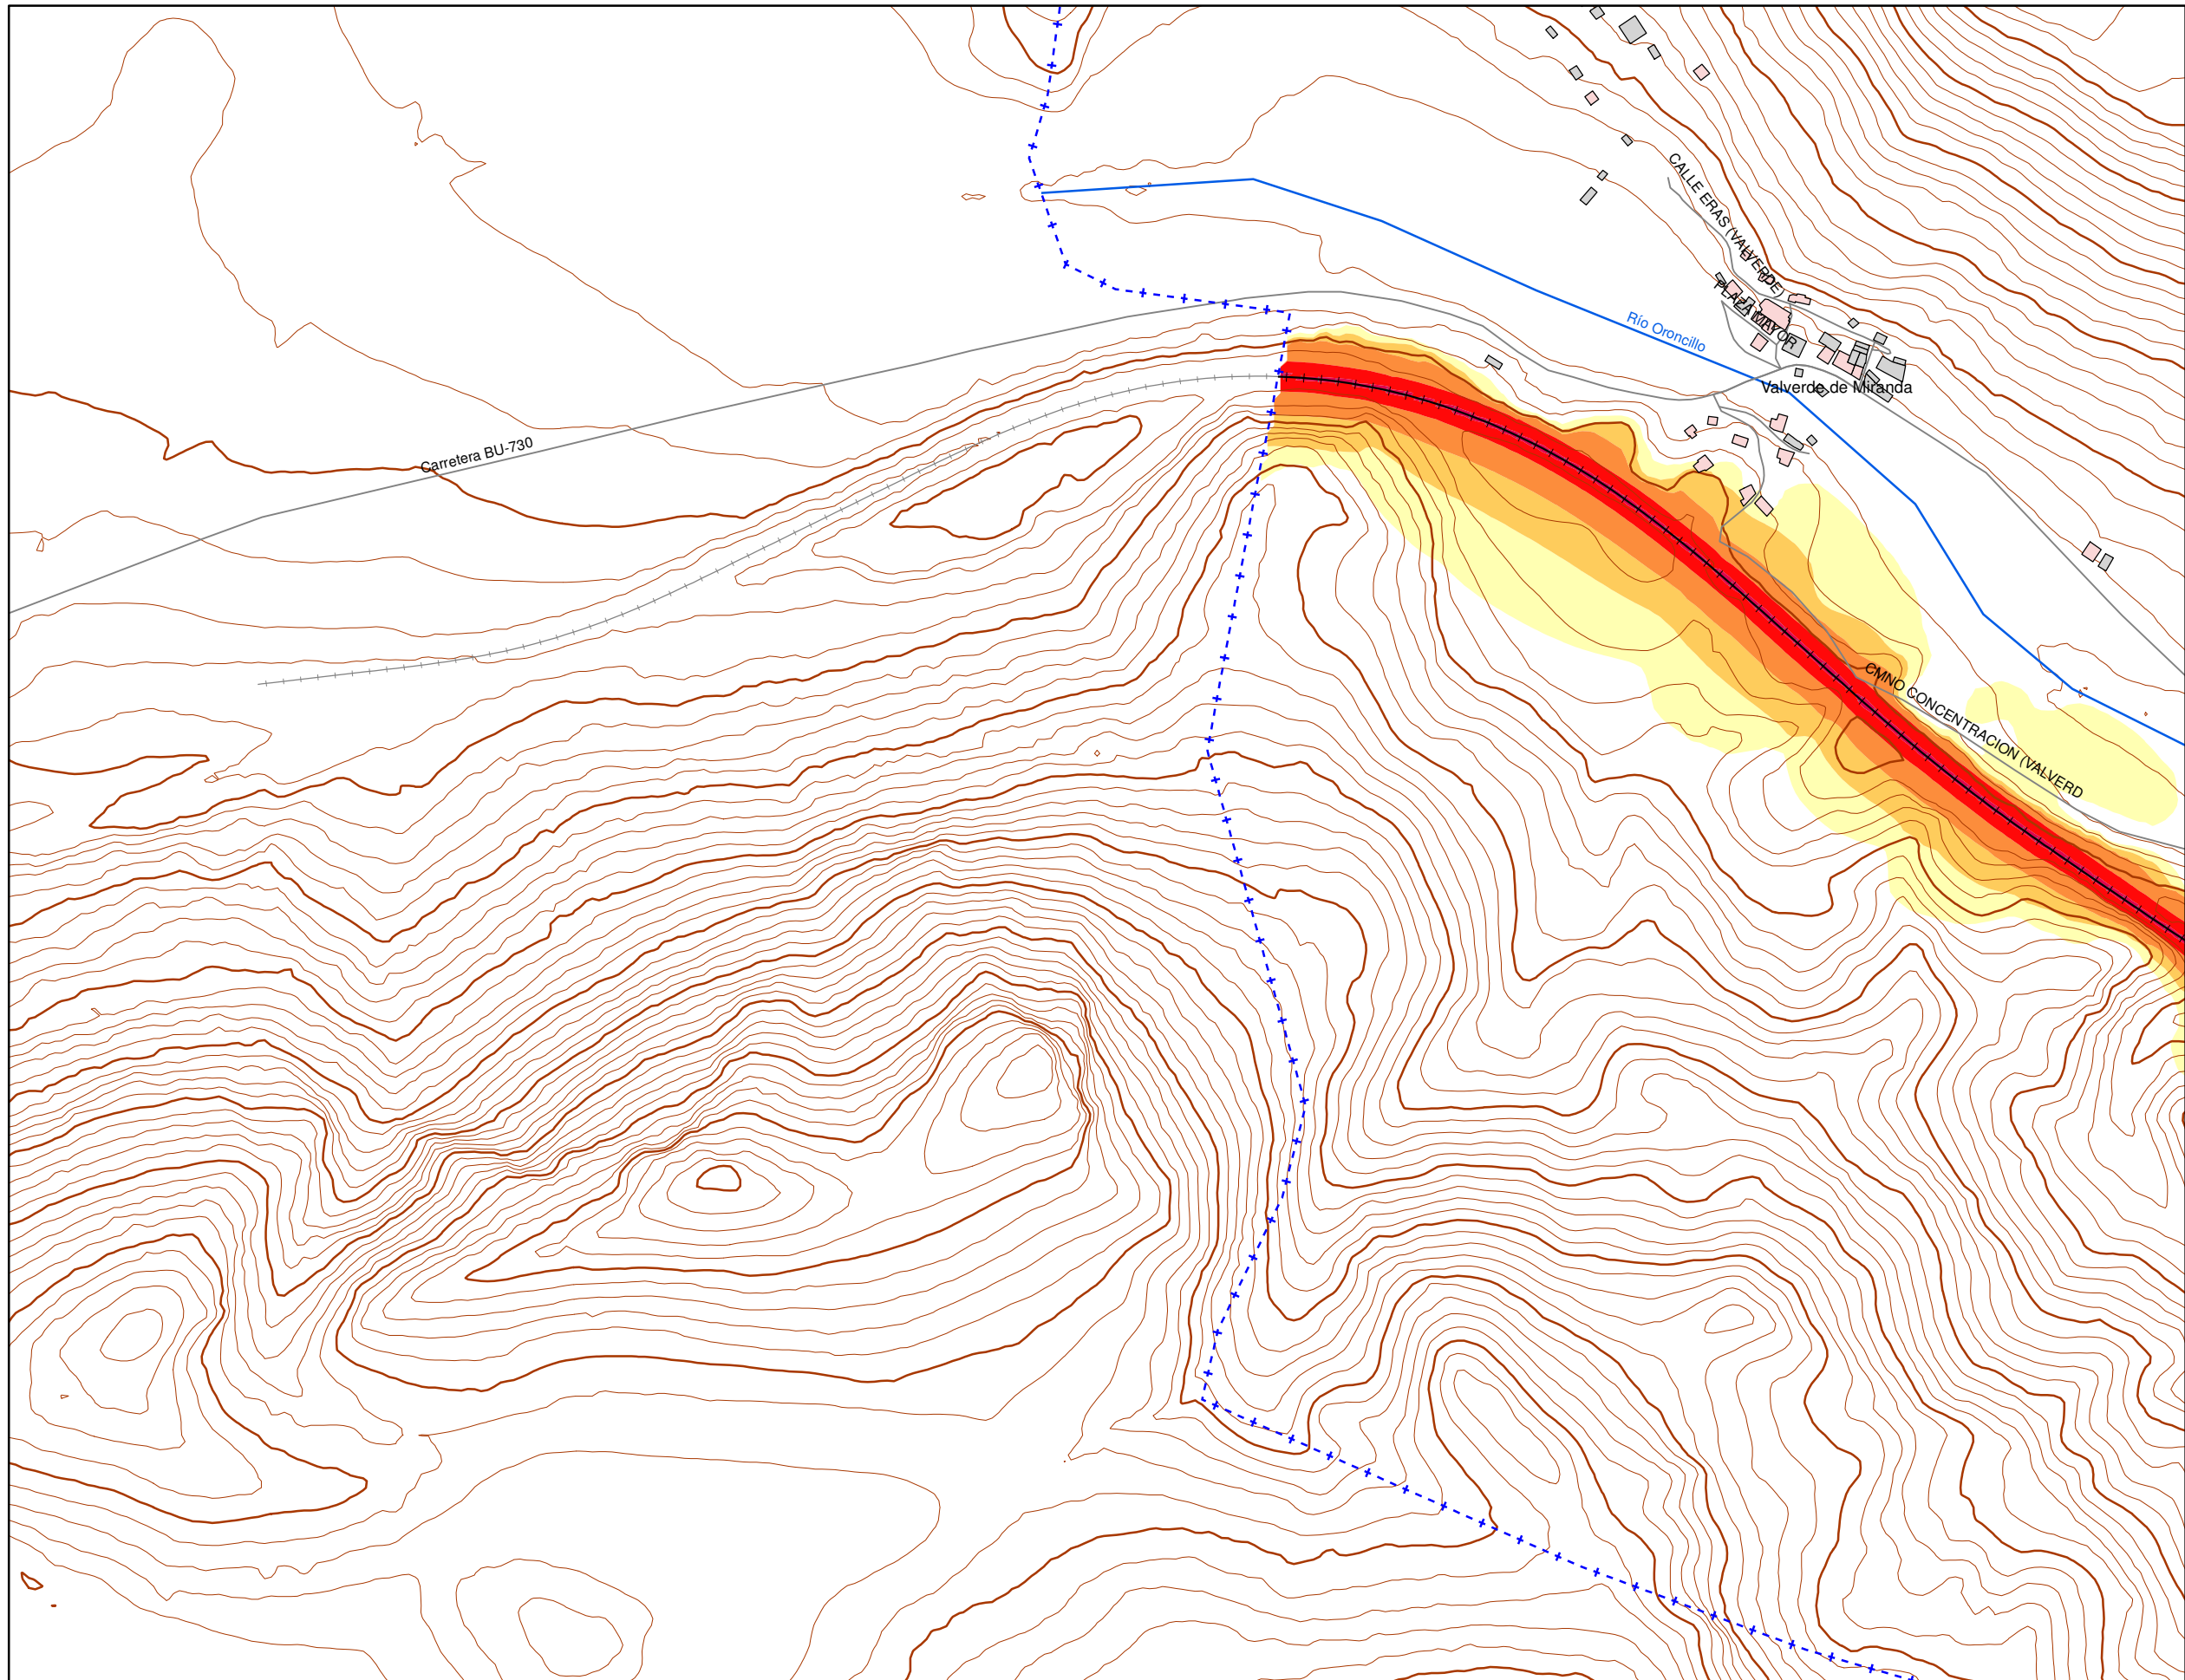 CALLE ERAS (VALVERDE)
PLAZA MAYOR
Río Oroncillo
Valverde de Miranda
Carretera BU-730
CMNO CONCENTRACION (VALVERD